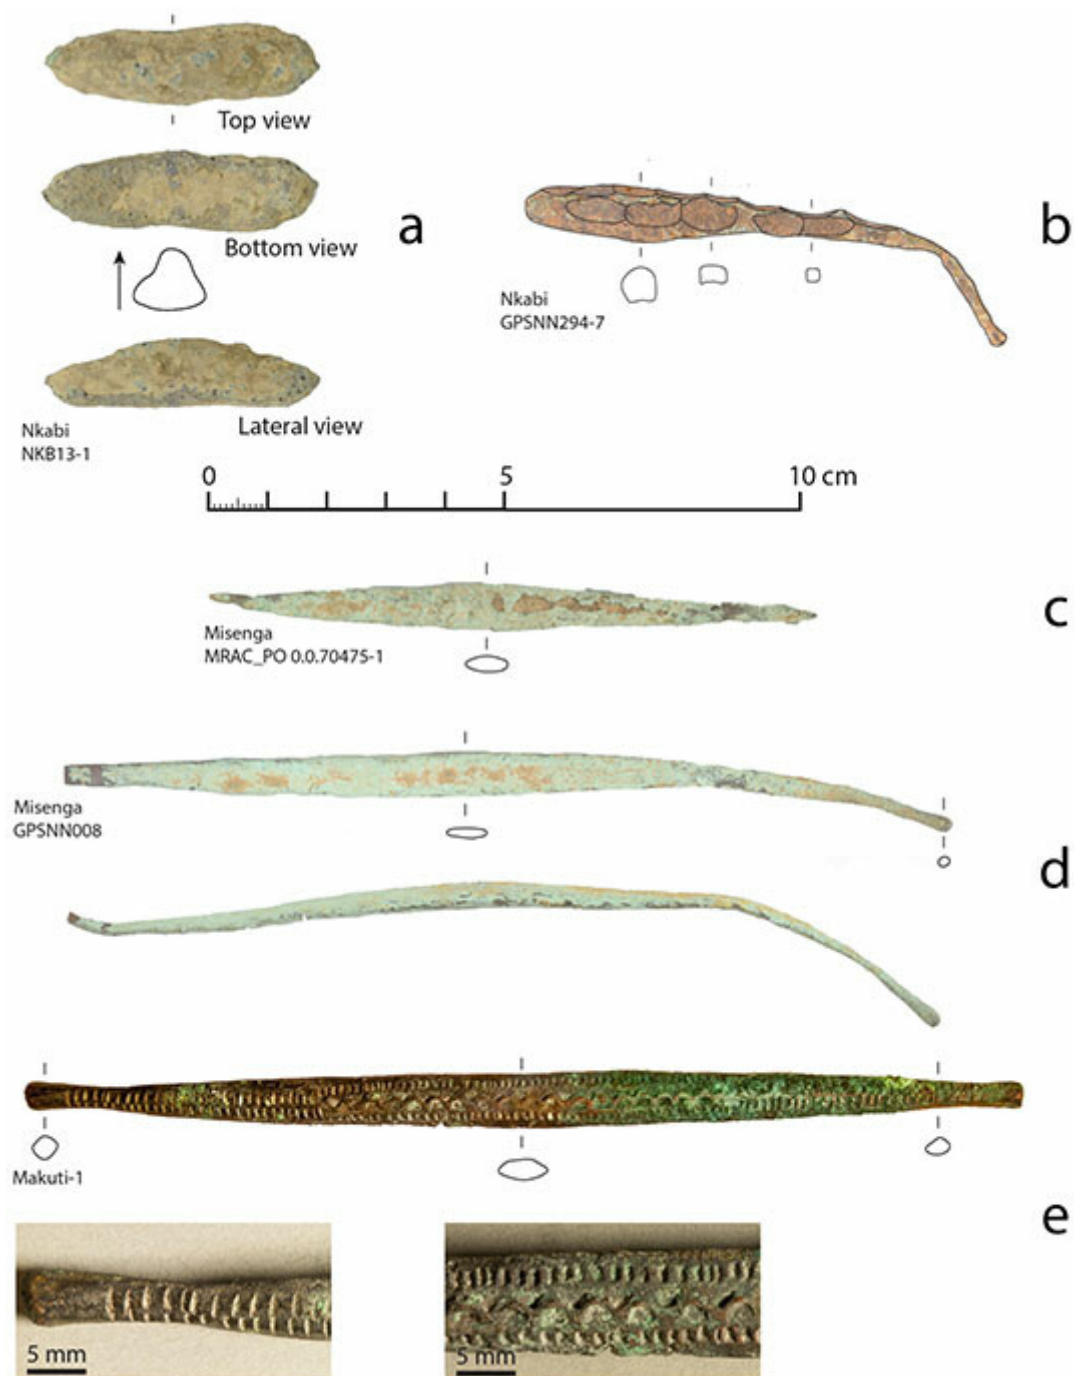 Top view
Bottom view
a
b
Nkabi
GPSNN294-7
Lateral view
Nkabi
NKB13-1
0 5 10 cm
Misenga
MRAC_PO 0.0.70475-1
c
Misenga
GPSNN008
d
Makuti-1
e
5 mm
5 mm